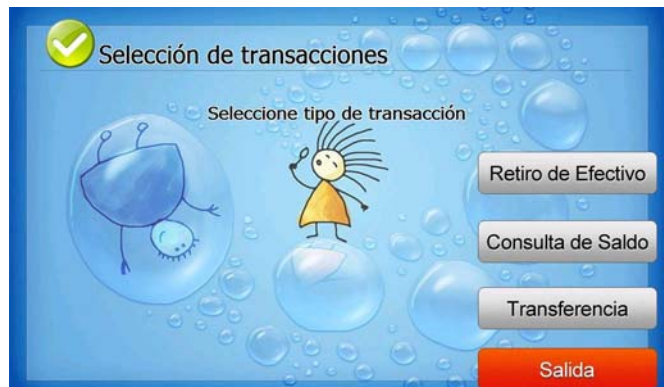 Selección de transacciones
Seleccione tipo de transacción
Retiro de Efectivo
Consulta de Saldo
Transferencia
Salida